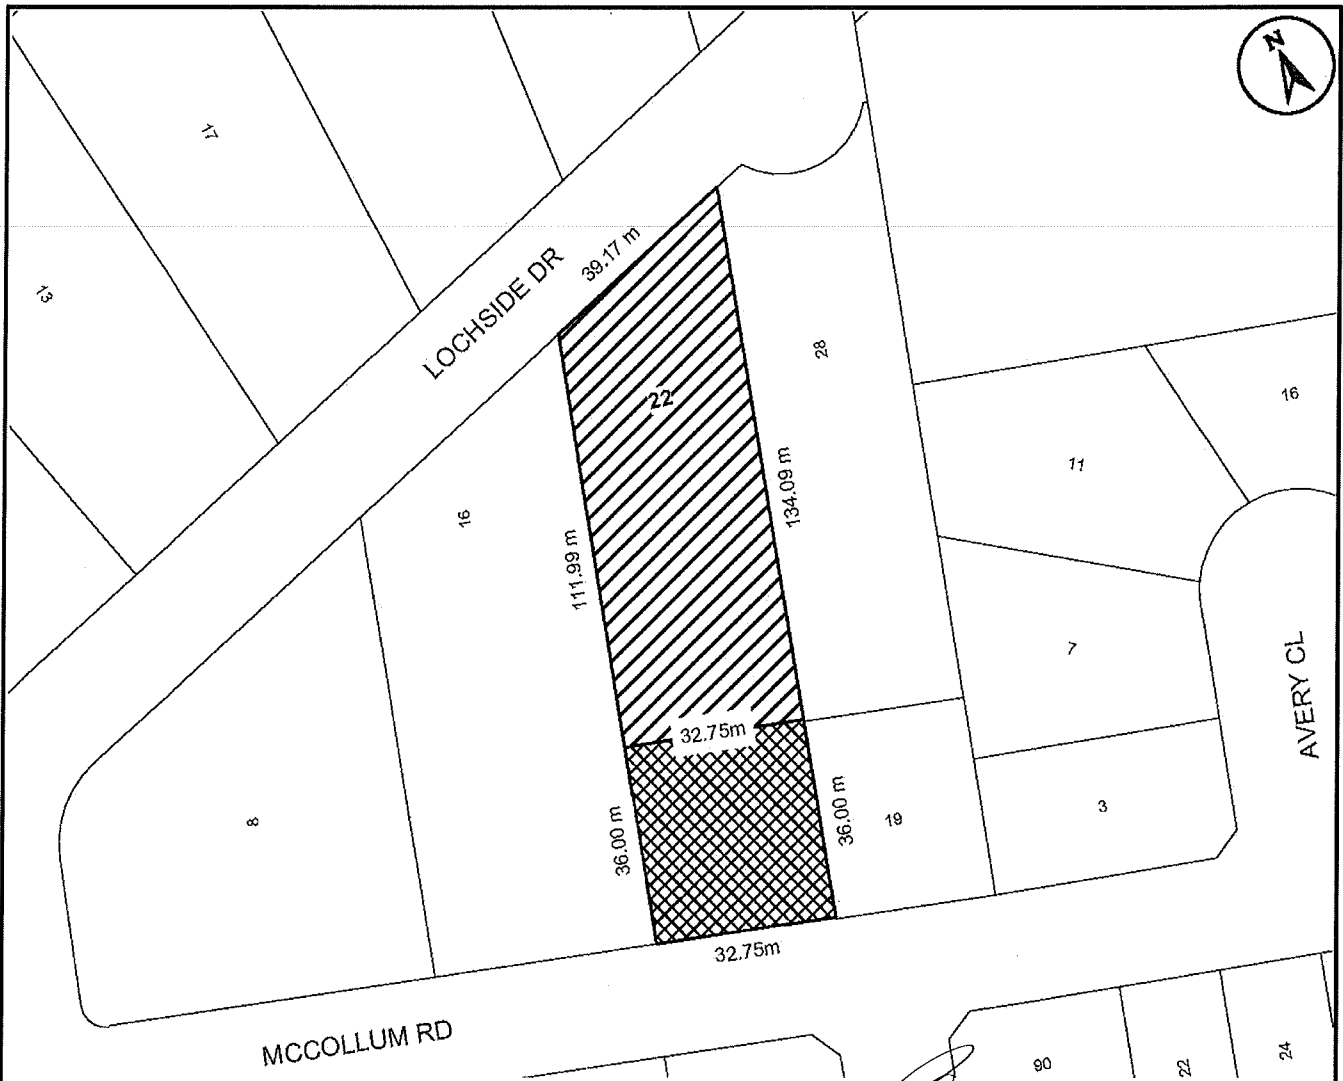 N
17
13
39.17 m
LOCHSIDE DR
28
22
16
11
16
134.09 m
111.99 m
7
AVERY CL
32.75m
36.00 m
36.00 m
19
3
8
32.75m
MCCOLLUM RD
90
22
24